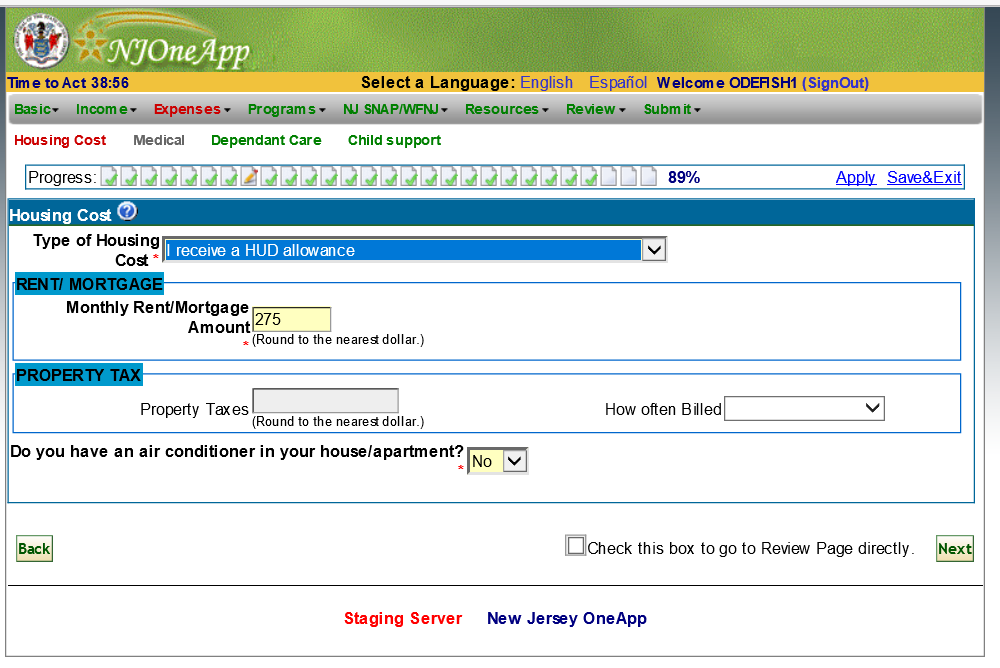 NJOneApp
Time to Act 38:56 Select a Language: English Español Welcome ODEFISH1 (SignOut)
Basic Income Expenses Programs NJ SNAP/WFNJ Resources Review Submit
Housing Cost Medical Dependant Care Child support
Progress: 89% Apply Save&Exit
Housing Cost ?
Type of Housing
Cost * I receive a HUD allowance
RENT/ MORTGAGE
Monthly Rent/Mortgage
Amount 275
* (Round to the nearest dollar.)
PROPERTY TAX
Property Taxes How often Billed
(Round to the nearest dollar.)
Do you have an air conditioner in your house/apartment?
* No
Back Check this box to go to Review Page directly. Next
Staging Server New Jersey OneApp